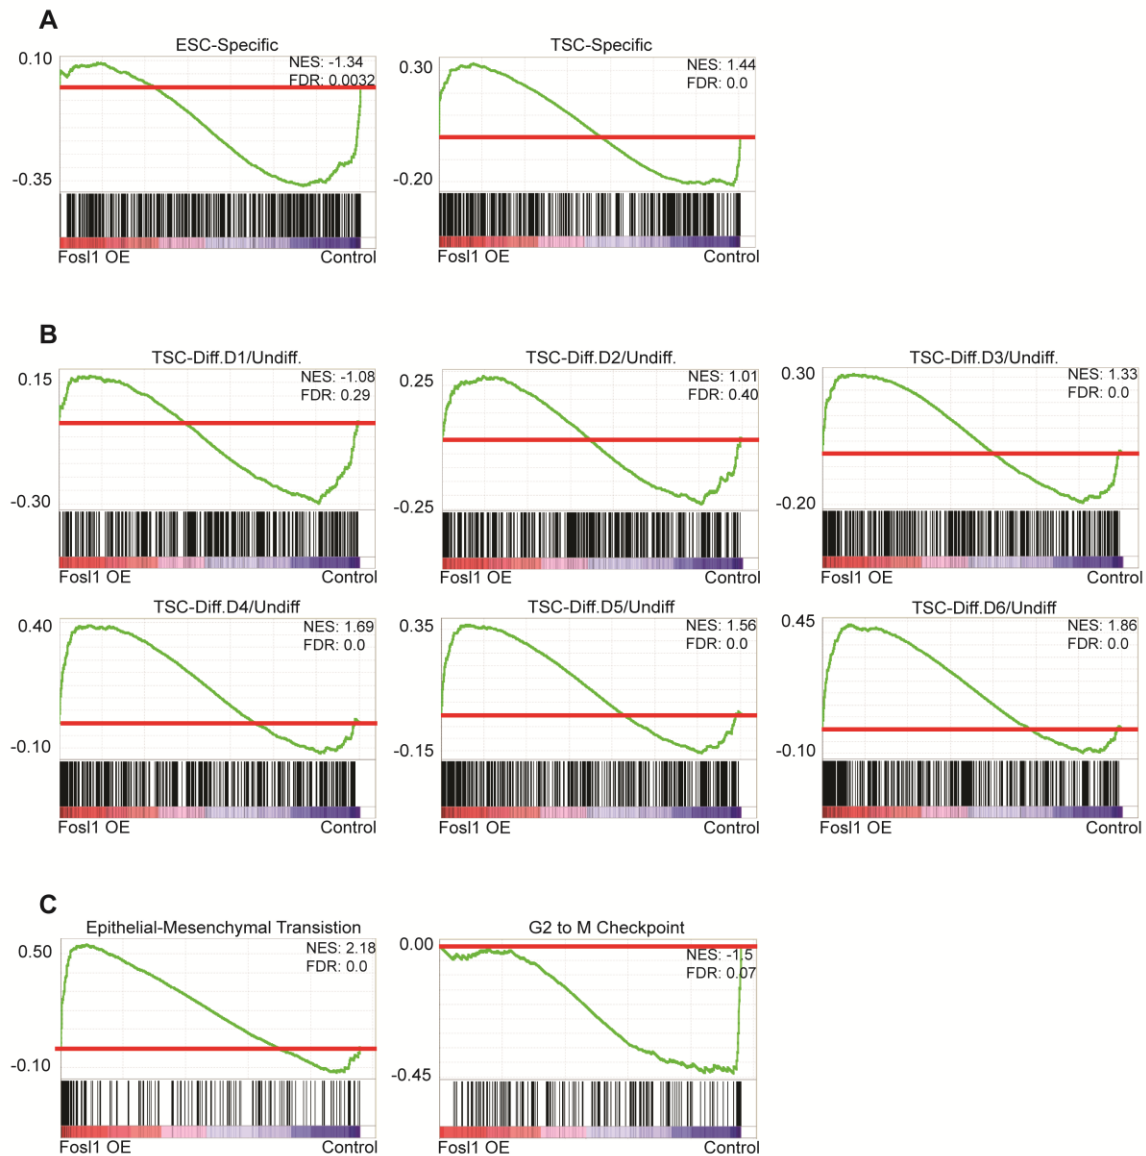 A
ESC-Specific
0.10
NES: -1.34
FDR: 0.0032
-0.35
Fosl1 OE
Control
TSC-Specific
0.30
NES: 1.44
FDR: 0.0
-0.20
Fosl1 OE
Control
B
TSC-Diff.D1/Undiff.
0.15
NES: -1.08
FDR: 0.29
-0.30
Fosl1 OE
Control
TSC-Diff.D2/Undiff.
0.25
NES: 1.01
FDR: 0.40
-0.25
Fosl1 OE
Control
TSC-Diff.D3/Undiff.
0.30
NES: 1.33
FDR: 0.0
-0.20
Fosl1 OE
Control
TSC-Diff.D4/Undiff
0.40
NES: 1.69
FDR: 0.0
-0.10
Fosl1 OE
Control
TSC-Diff.D5/Undiff
0.35
NES: 1.56
FDR: 0.0
-0.15
Fosl1 OE
Control
TSC-Diff.D6/Undiff
0.45
NES: 1.86
FDR: 0.0
-0.10
Fosl1 OE
Control
C
Epithelial-Mesenchymal Transistion
0.50
NES: 2.18
FDR: 0.0
-0.10
Fosl1 OE
Control
G2 to M Checkpoint
0.00
NES: -1.5
FDR: 0.07
-0.45
Fosl1 OE
Control